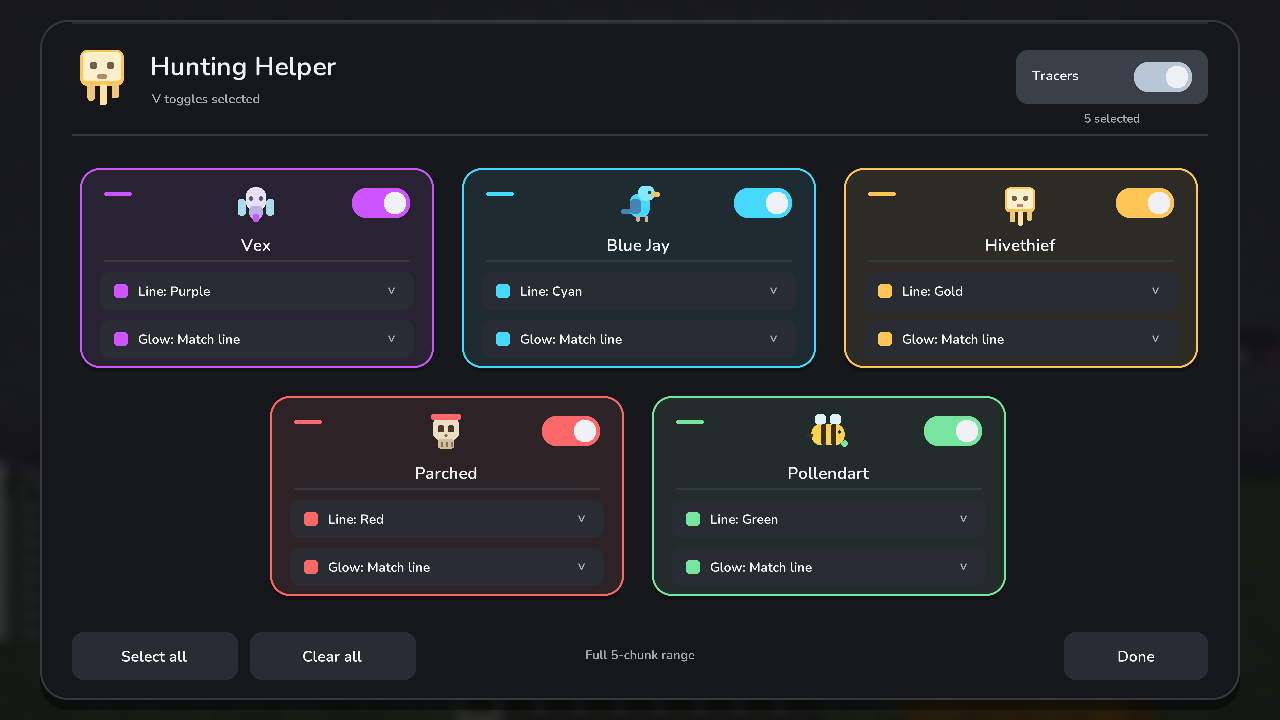 Hunting Helper
V toggles selected
Tracers
5 selected
Vex
Line: Purple
Glow: Match line
Blue Jay
Line: Cyan
Glow: Match line
Hivethief
Line: Gold
Glow: Match line
Parched
Line: Red
Glow: Match line
Pollendart
Line: Green
Glow: Match line
Select all
Clear all
Full 5-chunk range
Done